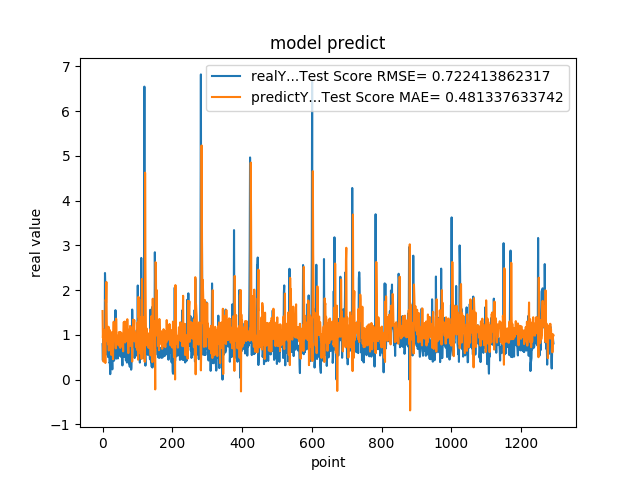 model predict
realY...Test Score RMSE= 0.722413862317
predictY...Test Score MAE= 0.481337633742
7
6
5
4
3
2
1
0
−1
real value
0 200 400 600 800 1000 1200
point